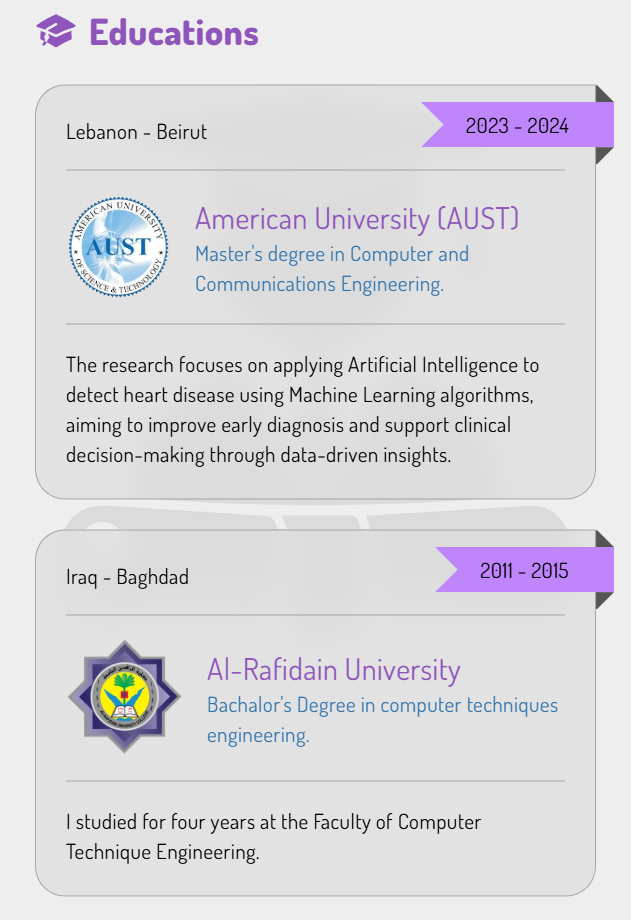 Educations
2023 - 2024
Lebanon - Beirut
AMERICAN UNIVERSITY
AUST
OF SCIENCE & TECHNOLOGY
American University (AUST)
Master's degree in Computer and
Communications Engineering.
The research focuses on applying Artificial Intelligence to
detect heart disease using Machine Learning algorithms,
aiming to improve early diagnosis and support clinical
decision-making through data-driven insights.
2011 - 2015
Iraq - Baghdad
Al-Rafidain University
Bachalor's Degree in computer techniques
engineering.
I studied for four years at the Faculty of Computer
Technique Engineering.